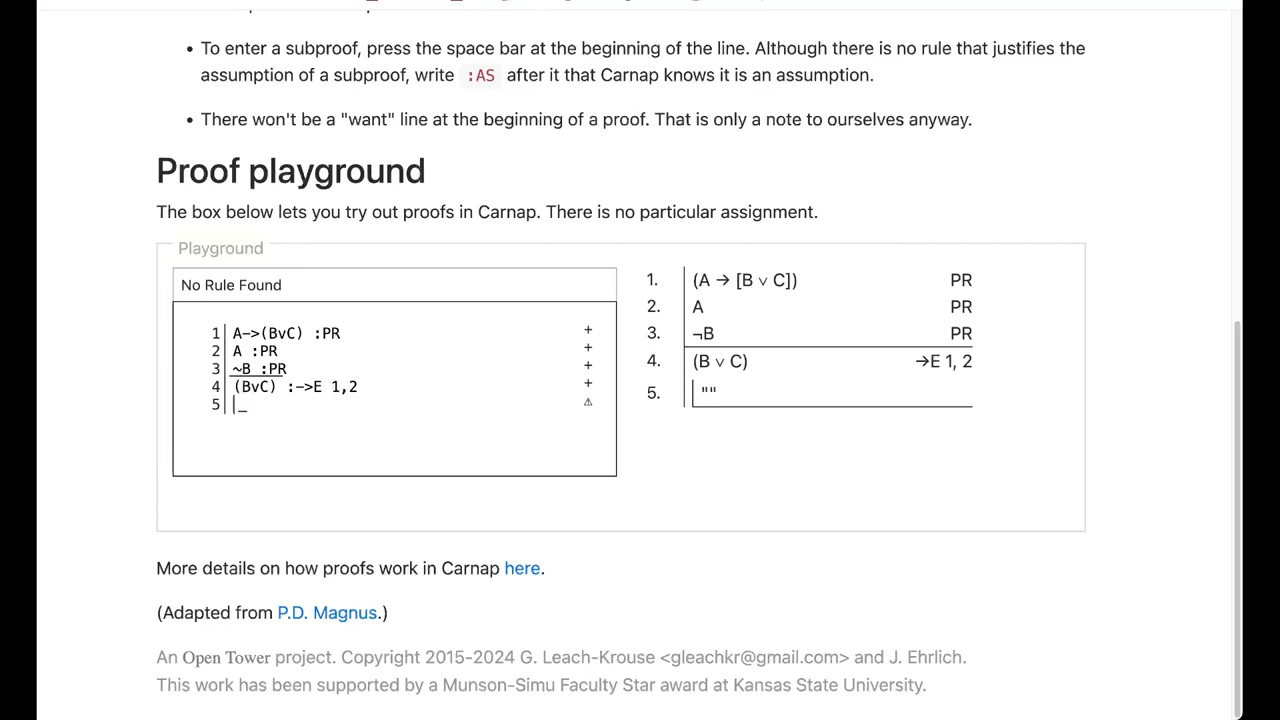 • To enter a subproof, press the space bar at the beginning of the line. Although there is no rule that justifies the
assumption of a subproof, write :AS after it that Carnap knows it is an assumption.
• There won't be a "want" line at the beginning of a proof. That is only a note to ourselves anyway.
Proof playground
The box below lets you try out proofs in Carnap. There is no particular assignment.
Playground
No Rule Found
1 A->(BvC) :PR +
2 A :PR +
3 ~B :PR +
4 (BvC) :->E 1,2 +
5 _ ⚠
1. (A → [B ∨ C]) PR
2. A PR
3. ¬B PR
4. (B ∨ C) →E 1, 2
5. ""
More details on how proofs work in Carnap here.
(Adapted from P.D. Magnus.)
An Open Tower project. Copyright 2015-2024 G. Leach-Krouse <gleachkr@gmail.com> and J. Ehrlich.
This work has been supported by a Munson-Simu Faculty Star award at Kansas State University.